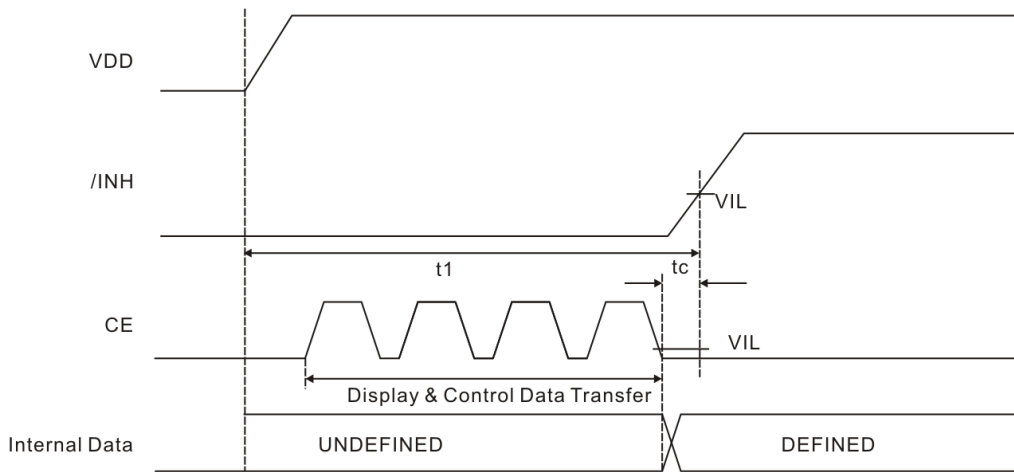 VDD
/INH
VIL
t1
tc
CE
VIL
Display & Control Data Transfer
Internal Data
UNDEFINED
DEFINED